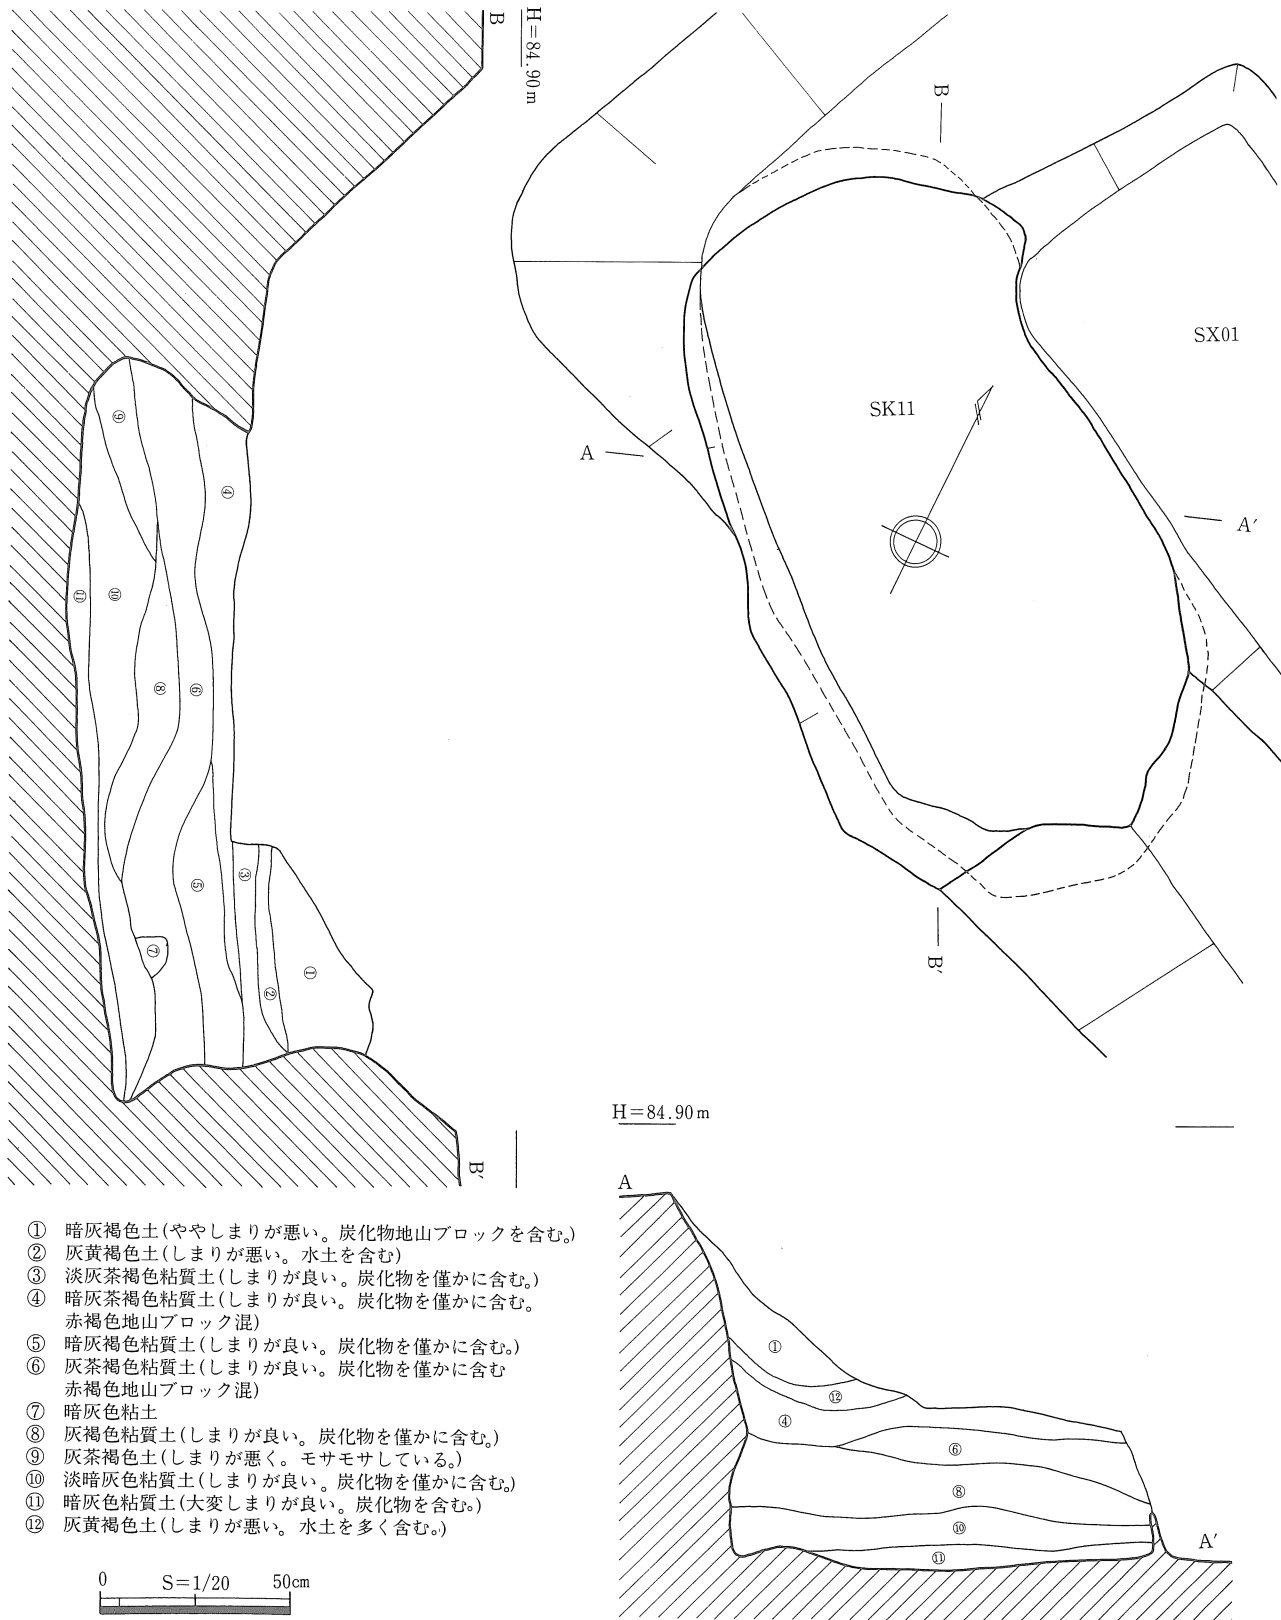 B
H=84.90m
B
SX01
SK11
A
A′
⑨
④
⑪
⑩
⑧
⑥
③
⑤
⑦
②
①
B′
B′
H=84.90m
A
①
⑫
④
⑥
⑧
⑩
⑪
A′
① 暗灰褐色土(ややしまりが悪い。炭化物地山ブロックを含む。)
② 灰黄褐色土(しまりが悪い。水土を含む)
③ 淡灰茶褐色粘質土(しまりが良い。炭化物を僅かに含む。)
④ 暗灰茶褐色粘質土(しまりが良い。炭化物を僅かに含む。
赤褐色地山ブロック混)
⑤ 暗灰褐色粘質土(しまりが良い。炭化物を僅かに含む。)
⑥ 灰茶褐色粘質土(しまりが良い。炭化物を僅かに含む
赤褐色地山ブロック混)
⑦ 暗灰色粘土
⑧ 灰褐色粘質土(しまりが良い。炭化物を僅かに含む。)
⑨ 灰茶褐色土(しまりが悪く。モサモサしている。)
⑩ 淡暗灰色粘質土(しまりが良い。炭化物を僅かに含む。)
⑪ 暗灰色粘質土(大変しまりが良い。炭化物を含む。)
⑫ 灰黄褐色土(しまりが悪い。水土を多く含む。)
0 S=1/20 50cm